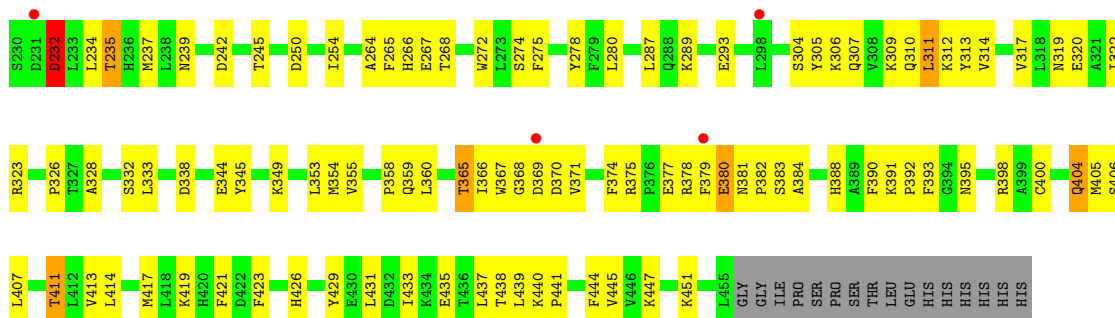 S230 D231 D232 L233 L234 T235 H236 M237 L238 N239 D242 T245 D250 I254 A264 F265 H266 E267 T268 W272 L273 S274 F275 Y278 F279 L280 L287 Q288 K289 E293 L298 S304 Y305 K306 Q307 V308 K309 Q310 L311 K312 Y313 V314 V317 L318 N319 E320 A321
R323 P326 T327 A328 S332 L333 D338 E344 Y345 K349 L353 W354 V355 P358 Q359 L360 T365 I366 W367 G368 D369 D370 V371 F374 R375 P376 E377 R378 F379 E380 N381 P382 S383 A384 H388 A389 F390 K391 P392 F393 G394 N395 R398 A399 C400 Q404 M405
L407 T411 L412 V413 L414 M417 L418 K419 H420 F421 D422 F423 H426 Y429 E430 L431 D432 I433 K434 E435 T436 L437 T438 L439 K440 P441 F444 V445 V446 K447 K451 L455 GLY GLY ILE PRO SER PRO SER THR LEU GLU HIS HIS HIS HIS HIS HIS